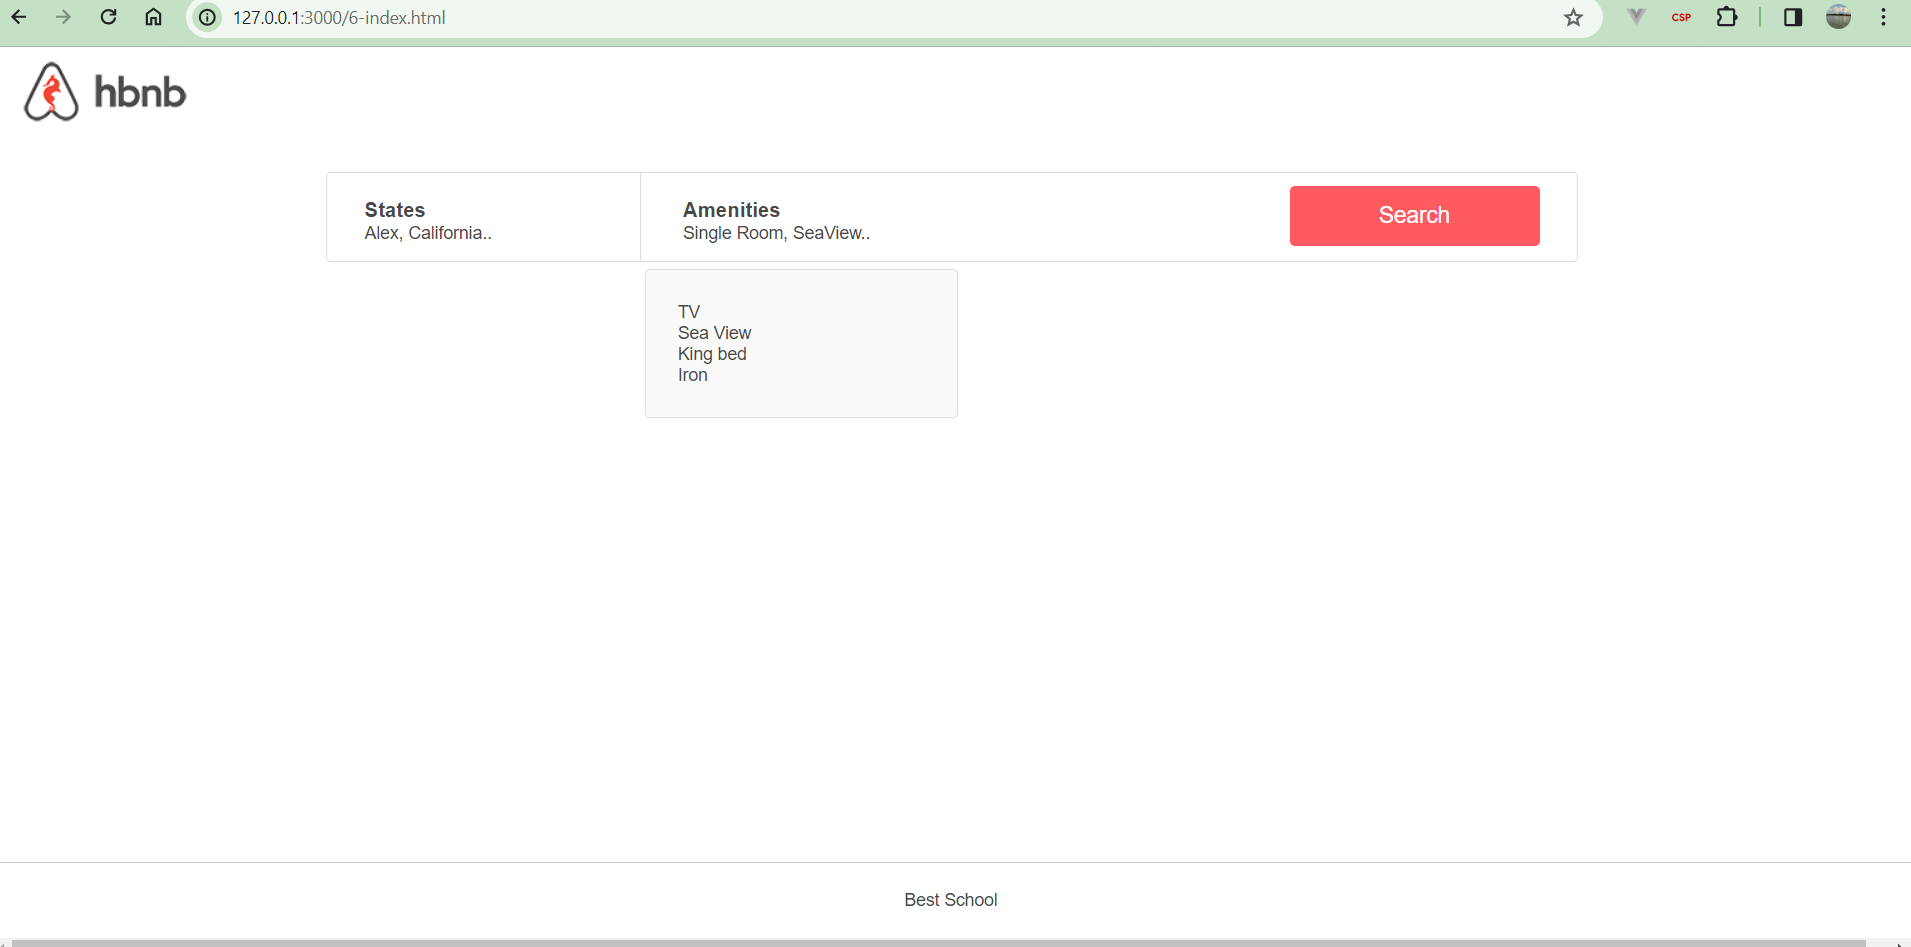 127.0.0.1:3000/6-index.html
CSP
hbnb
States
Alex, California..
Amenities
Single Room, SeaView..
Search
TV
Sea View
King bed
Iron
Best School